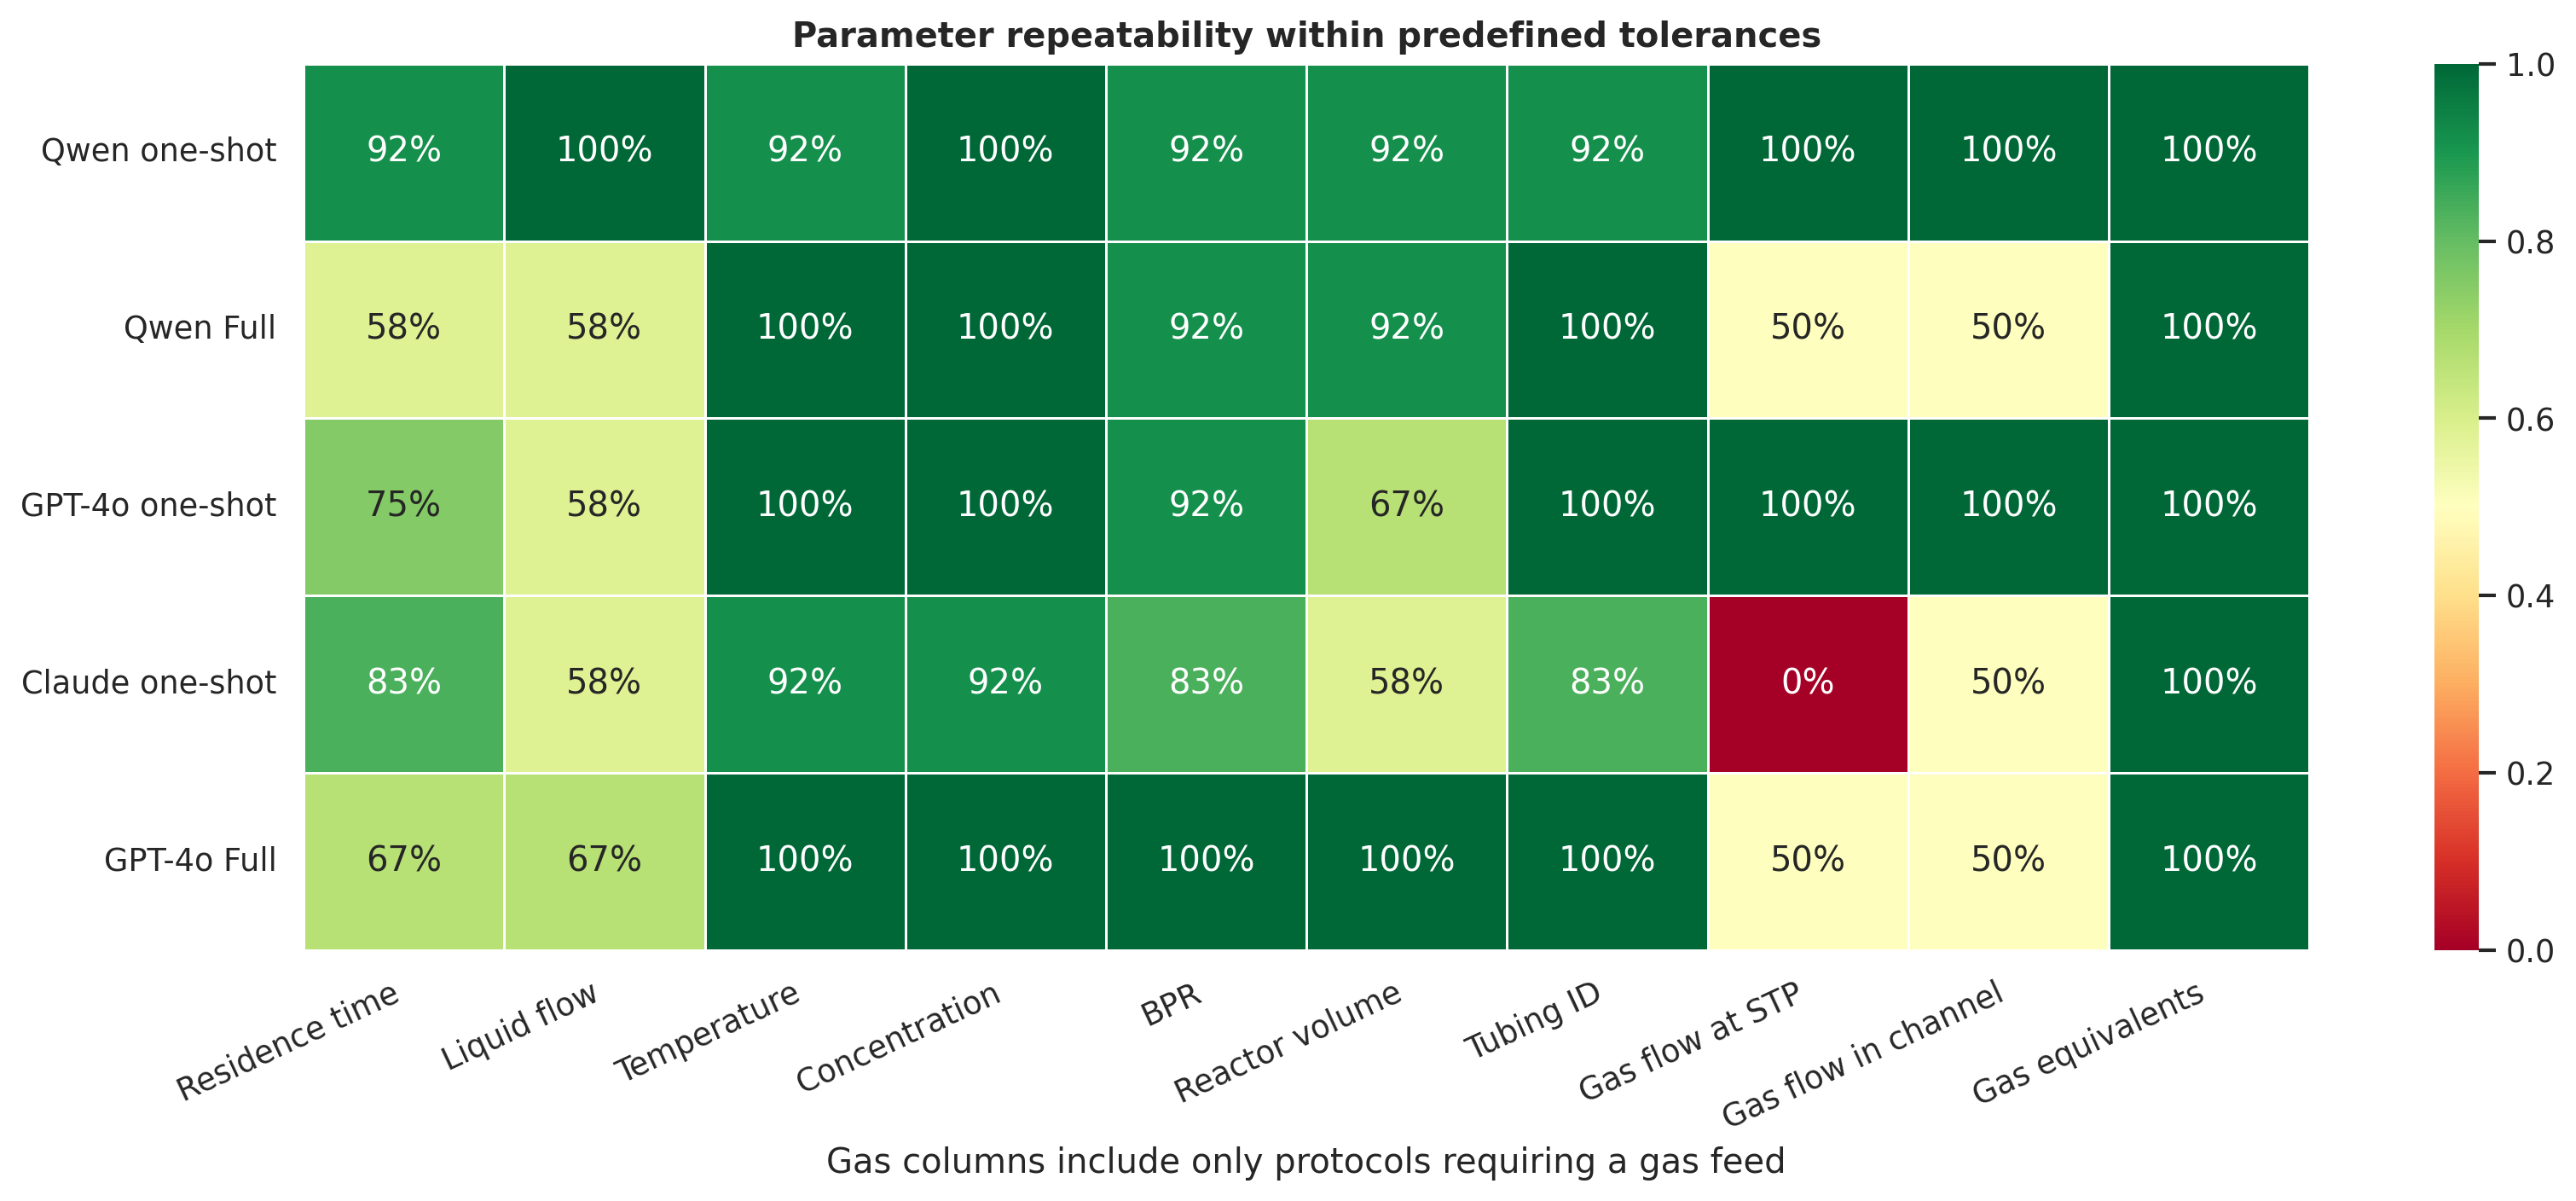 Parameter repeatability within predefined tolerances
Qwen one-shot 92% 100% 92% 100% 92% 92% 92% 100% 100% 100%
Qwen Full 58% 58% 100% 100% 92% 92% 100% 50% 50% 100%
GPT-4o one-shot 75% 58% 100% 100% 92% 67% 100% 100% 100% 100%
Claude one-shot 83% 58% 92% 92% 83% 58% 83% 0% 50% 100%
GPT-4o Full 67% 67% 100% 100% 100% 100% 100% 50% 50% 100%
1.0
0.8
0.6
0.4
0.2
0.0
Residence time
Liquid flow
Temperature
Concentration
BPR
Reactor volume
Tubing ID
Gas flow at STP
Gas flow in channel
Gas equivalents
Gas columns include only protocols requiring a gas feed